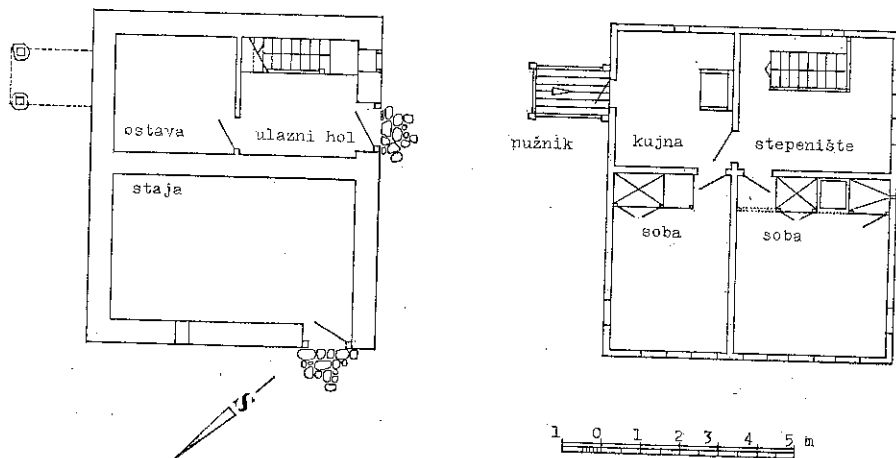 ostava
ulazni hol
staja
pužnik
kujna
stepenište
soba
soba
S
1 0 1 2 3 4 5 m